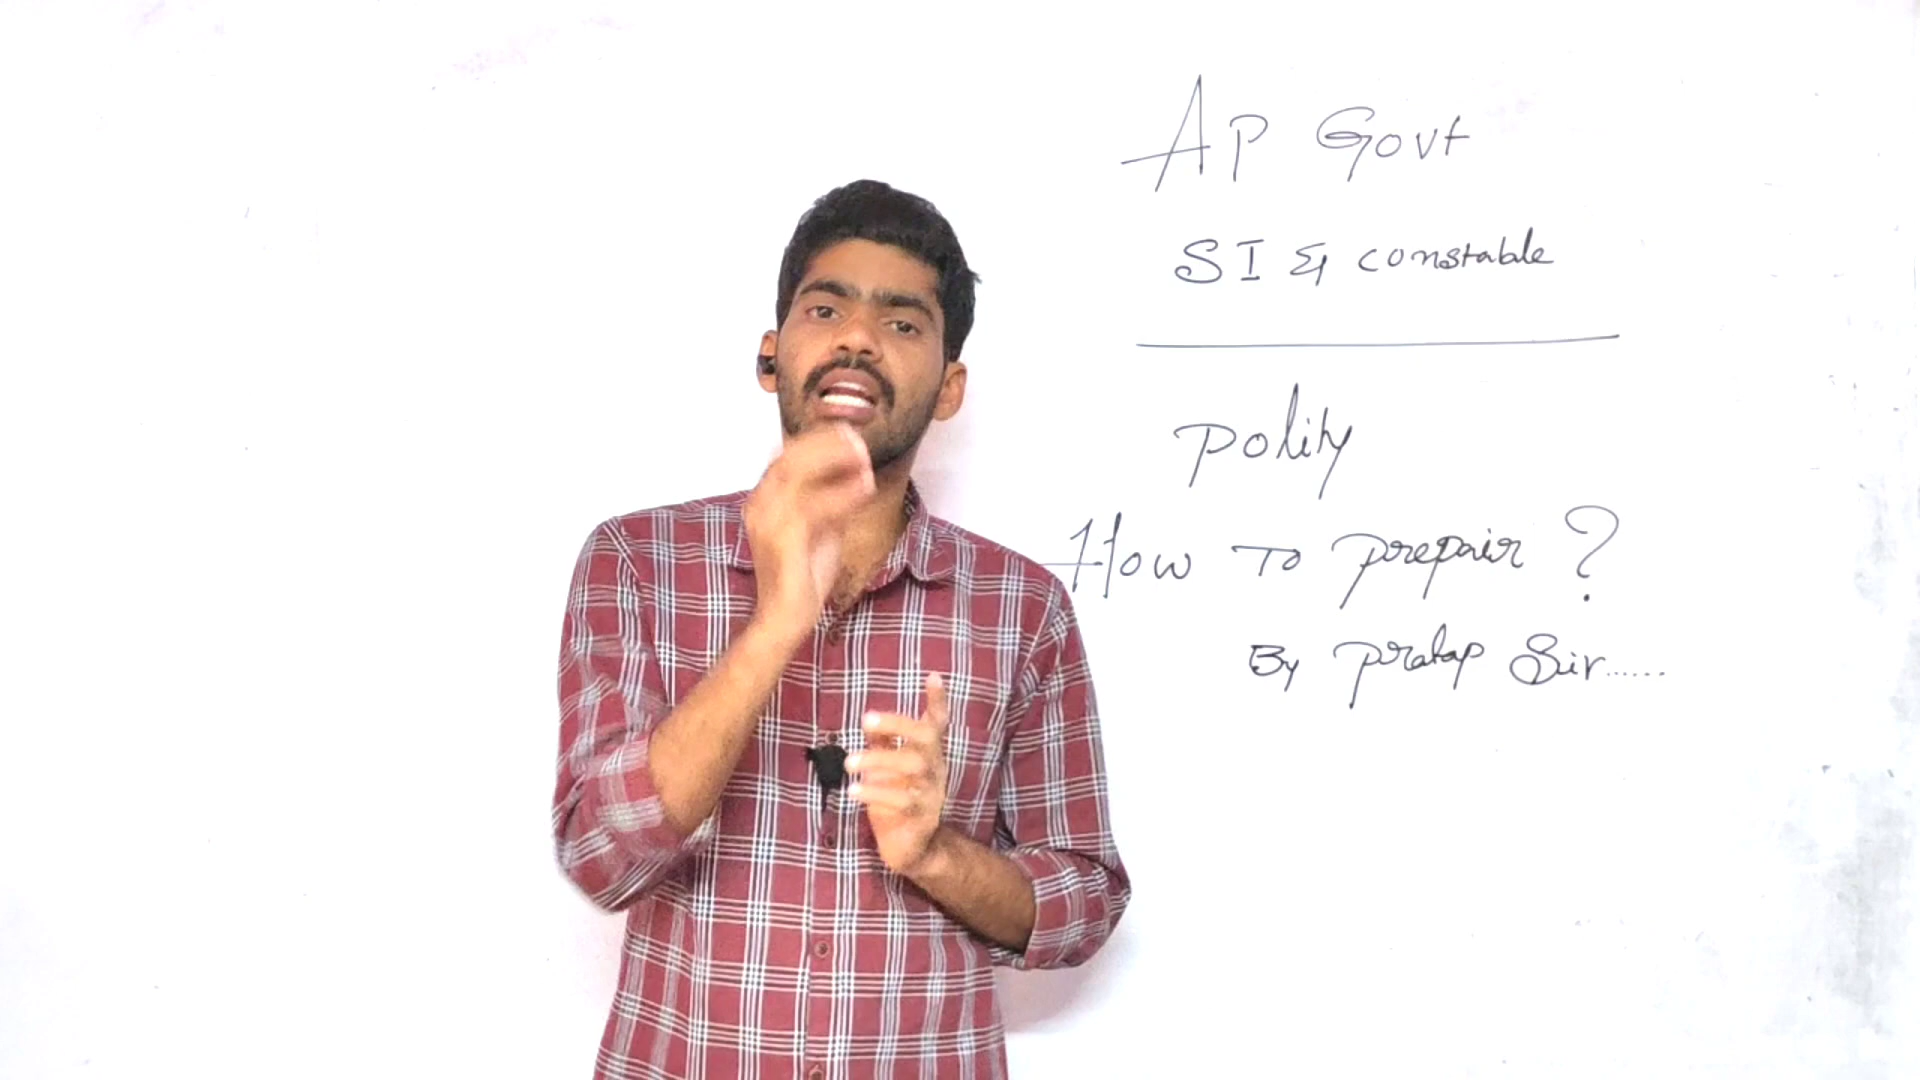 AP Govt
SI & constable
polity
How To prepair ?
By pratap Sir......